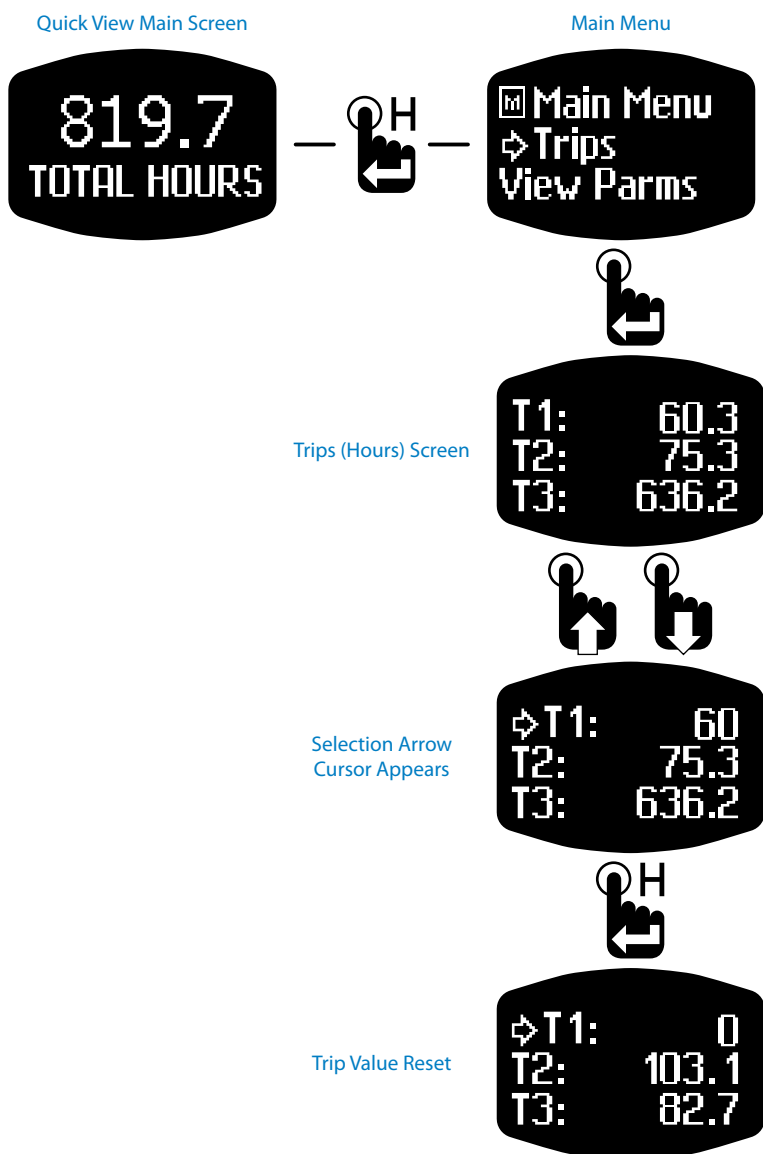 Quick View Main Screen
Main Menu
819.7
TOTAL HOURS
H
Main Menu
Trips
View Parms
Trips (Hours) Screen
T1: 60.3
T2: 75.3
T3: 636.2
Selection Arrow
Cursor Appears
T1: 60
T2: 75.3
T3: 636.2
H
Trip Value Reset
T1: 0
T2: 103.1
T3: 82.7